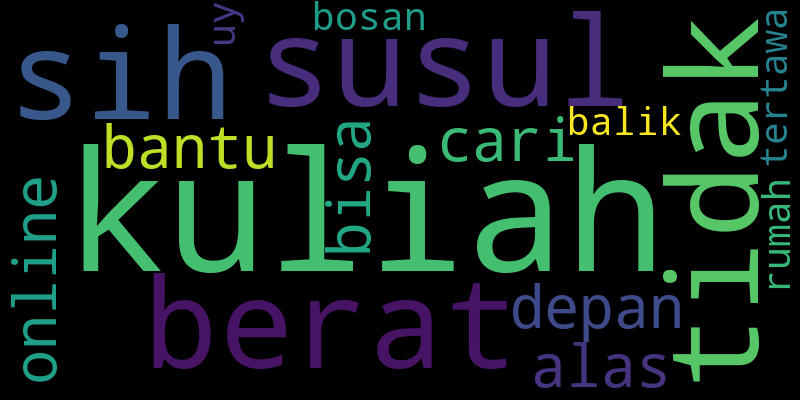 uy
bosan
sih
susul
tidak
tertawa
bantu
bisa
cari
balik
kuliah
online
rumah
berat
depan
alas